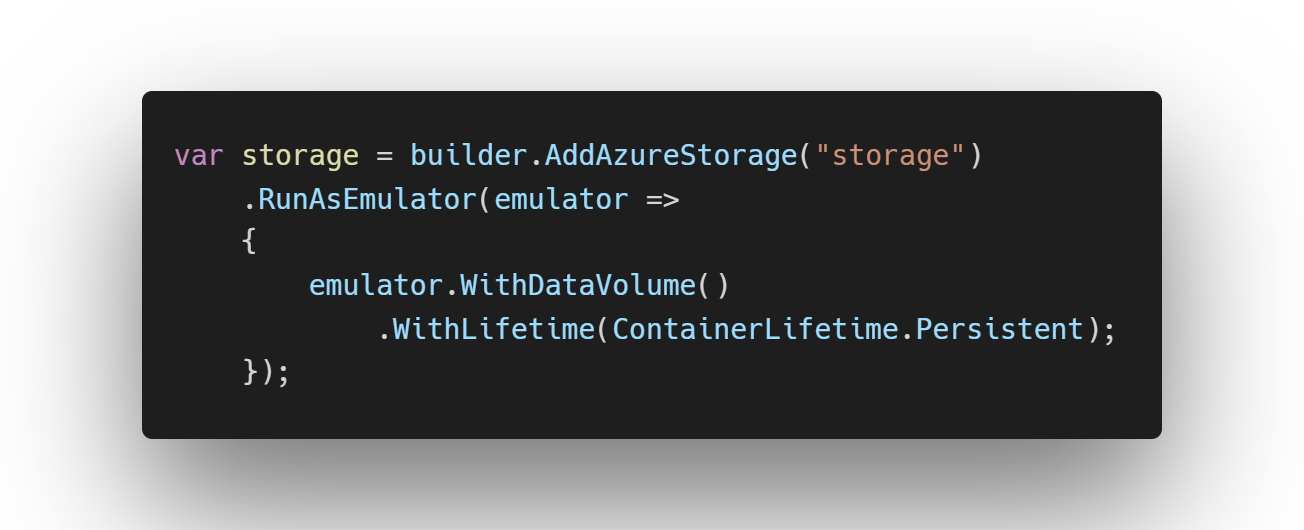 var storage = builder.AddAzureStorage("storage")
    .RunAsEmulator(emulator =>
    {
        emulator.WithDataVolume()
            .WithLifetime(ContainerLifetime.Persistent);
    });